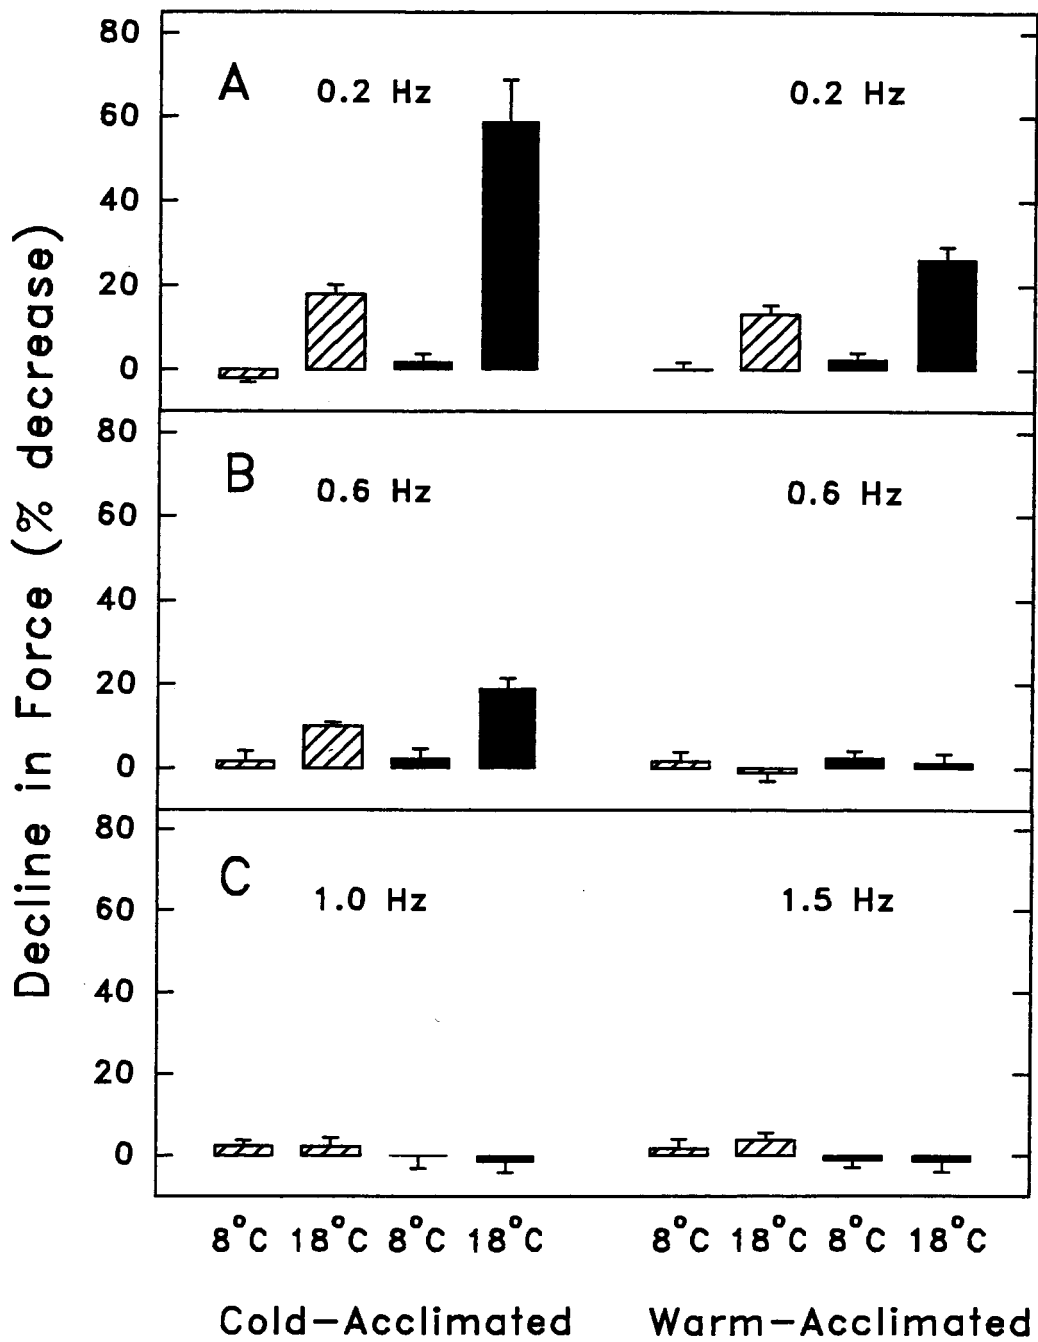 Decline in Force (% decrease)
A
0.2 Hz
0.2 Hz
80
60
40
20
0
B
0.6 Hz
0.6 Hz
80
60
40
20
0
C
1.0 Hz
1.5 Hz
80
60
40
20
0
8°C 18°C 8°C 18°C
8°C 18°C 8°C 18°C
Cold-Acclimated
Warm-Acclimated